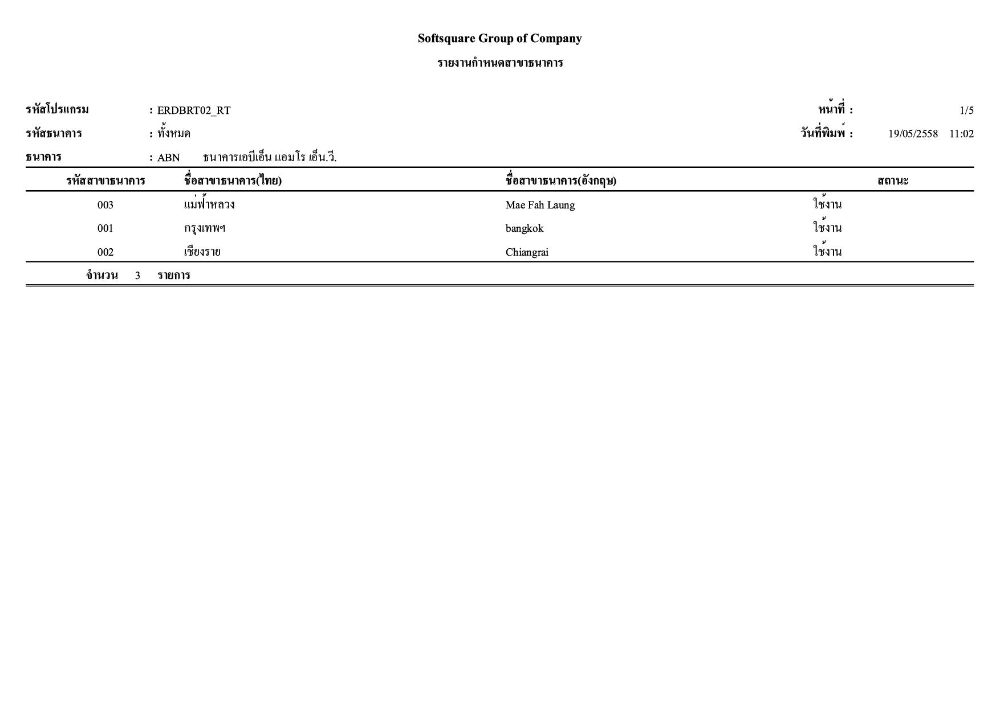 Softsquare Group of Company
รายงานกำหนดสาขาธนาคาร
รหัสโปรแกรม : ERDBRT02_RT หน้าที่ : 1/5
รหัสธนาคาร : ทั้งหมด วันที่พิมพ์ : 19/05/2558 11:02
ธนาคาร : ABN ธนาคารเอบีเอ็น แอมโร เอ็น.วี.
รหัสสาขาธนาคาร ชื่อสาขาธนาคาร(ไทย) ชื่อสาขาธนาคาร(อังกฤษ) สถานะ
003 แม่ฟ้าหลวง Mae Fah Laung ใช้งาน
001 กรุงเทพฯ bangkok ใช้งาน
002 เชียงราย Chiangrai ใช้งาน
จำนวน 3 รายการ